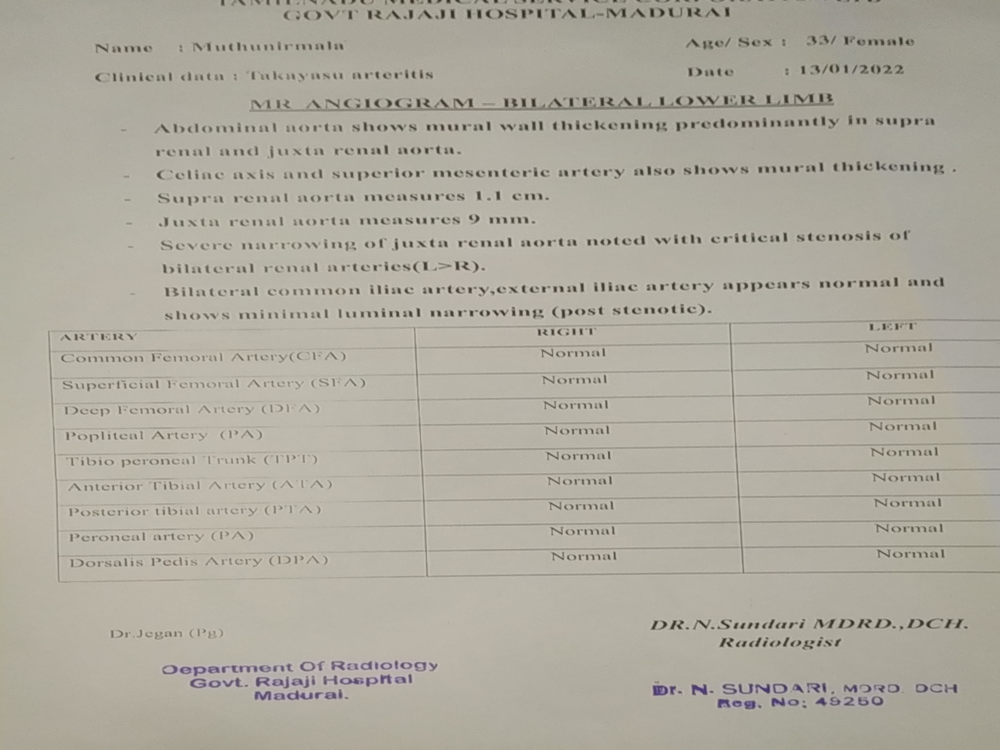 TAMILNADU MEDICAL SERVICE CORPORATION LTD
GOVT RAJAJI HOSPITAL-MADURAI
Name : Muthunirmala Age/ Sex : 33/ Female
Clinical data : Takayasu arteritis Date : 13/01/2022
MR ANGIOGRAM – BILATERAL LOWER LIMB
- Abdominal aorta shows mural wall thickening predominantly in supra
renal and juxta renal aorta.
- Celiac axis and superior mesenteric artery also shows mural thickening .
- Supra renal aorta measures 1.1 cm.
- Juxta renal aorta measures 9 mm.
- Severe narrowing of juxta renal aorta noted with critical stenosis of
bilateral renal arteries(L>R).
- Bilateral common iliac artery,external iliac artery appears normal and
shows minimal luminal narrowing (post stenotic).
ARTERY RIGHT LEFT
Common Femoral Artery(CFA) Normal Normal
Superficial Femoral Artery (SFA) Normal Normal
Deep Femoral Artery (DFA) Normal Normal
Popliteal Artery (PA) Normal Normal
Tibio peroneal Trunk (TPT) Normal Normal
Anterior Tibial Artery (ATA) Normal Normal
Posterior tibial artery (PTA) Normal Normal
Peroneal artery (PA) Normal Normal
Dorsalis Pedis Artery (DPA) Normal Normal
Dr.Jegan (Pg) DR.N.Sundari MDRD.,DCH.
Radiologist
Department Of Radiology
Govt. Rajaji Hospital
Madurai.
Dr. N. SUNDARI, MDRD. DCH
Reg. No: 49250